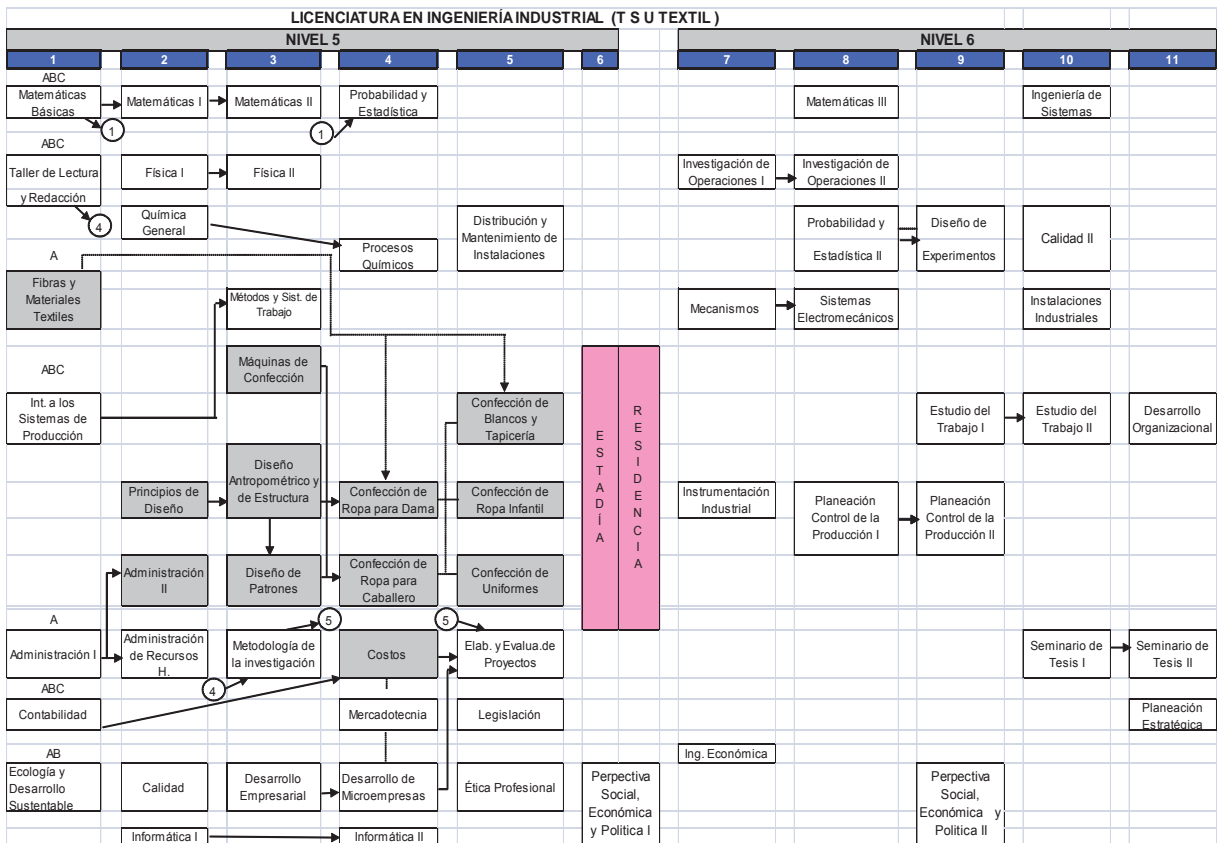 LICENCIATURA EN INGENIERÍA INDUSTRIAL (T S U TEXTIL )
NIVEL 5
NIVEL 6
1
2
3
4
5
6
7
8
9
10
11
ABC
Matemáticas
Básicas
Matemáticas I
Matemáticas II
Probabilidad y
Estadística
Matemáticas III
Ingeniería de
Sistemas
1
1
ABC
Taller de Lectura
y Redacción
Física I
Física II
Investigación de
Operaciones I
Investigación de
Operaciones II
4
Química
General
Procesos
Químicos
Distribución y
Mantenimiento de
Instalaciones
Probabilidad y
Estadística II
Diseño de
Experimentos
Calidad II
A
Fibras y
Materiales
Textiles
Métodos y Sist. de
Trabajo
Mecanismos
Sistemas
Electromecánicos
Instalaciones
Industriales
ABC
Int. a los
Sistemas de
Producción
Máquinas de
Confección
Confección de
Blancos y
Tapicería
ESTADÍA
RESIDENCIA
Estudio del
Trabajo I
Estudio del
Trabajo II
Desarrollo
Organizacional
Principios de
Diseño
Diseño
Antropométrico y
de Estructura
Confección de
Ropa para Dama
Confección de
Ropa Infantil
Instrumentación
Industrial
Planeación
Control de la
Producción I
Planeación
Control de la
Producción II
Administración
II
Diseño de
Patrones
Confección de
Ropa para
Caballero
Confección de
Uniformes
A
5
5
Administración I
Administración
de Recursos
H.
Metodología de
la investigación
Costos
Elab. y Evalua.de
Proyectos
Seminario de
Tesis I
Seminario de
Tesis II
4
ABC
Contabilidad
Mercadotecnia
Legislación
Planeación
Estratégica
AB
Ing. Económica
Ecología y
Desarrollo
Sustentable
Calidad
Desarrollo
Empresarial
Desarrollo de
Microempresas
Ética Profesional
Perpectiva
Social,
Económica
y Politica I
Perpectiva
Social,
Económica y
Politica II
Informática I
Informática II